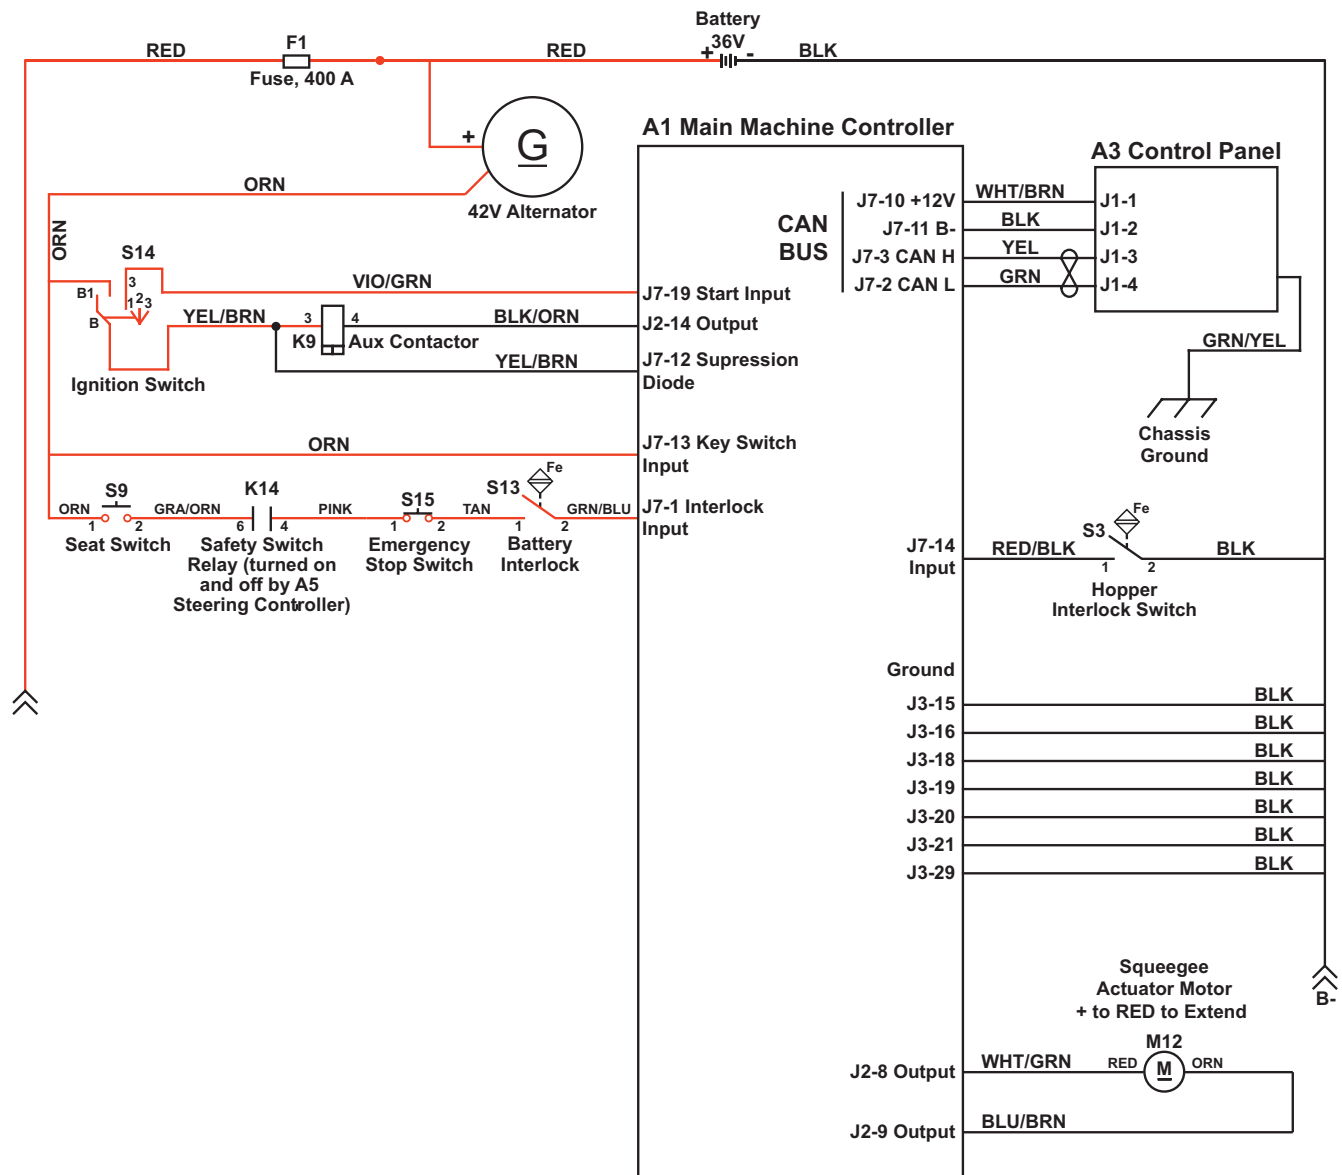 Battery
36V
+ -
RED
F1
RED
BLK
Fuse, 400 A
+
G
42V Alternator
ORN
ORN
A1 Main Machine Controller
A3 Control Panel
CAN
BUS
J7-10 +12V
WHT/BRN
J1-1
J7-11 B-
BLK
J1-2
J7-3 CAN H
YEL
J1-3
J7-2 CAN L
GRN
J1-4
GRN/YEL
Chassis
Ground
S14
3
B1
1 2 3
B
Ignition Switch
VIO/GRN
J7-19 Start Input
YEL/BRN
3
4
K9
Aux Contactor
BLK/ORN
J2-14 Output
YEL/BRN
J7-12 Supression
Diode
ORN
J7-13 Key Switch
Input
ORN
S9
1
2
Seat Switch
GRA/ORN
K14
6
4
Safety Switch
Relay (turned on
and off by A5
Steering Controller)
PINK
S15
1
2
Emergency
Stop Switch
TAN
S13
Fe
1
2
Battery
Interlock
GRN/BLU
J7-1 Interlock
Input
J7-14
Input
RED/BLK
S3
Fe
1
2
BLK
Hopper
Interlock Switch
Ground
J3-15
BLK
J3-16
BLK
J3-18
BLK
J3-19
BLK
J3-20
BLK
J3-21
BLK
J3-29
BLK
B-
Squeegee
Actuator Motor
+ to RED to Extend
M12
J2-8 Output
WHT/GRN
RED
M
ORN
J2-9 Output
BLU/BRN